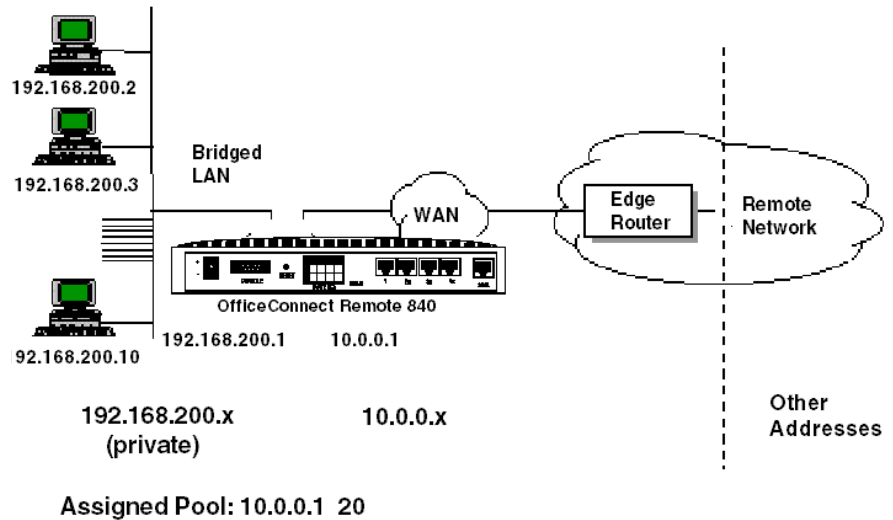 192.168.200.2
192.168.200.3
Bridged
LAN
WAN
Edge
Router
Remote
Network
CONSOLE
RESET
OfficeConnect Remote 840
192.168.200.1 10.0.0.1
92.168.200.10
192.168.200.x
(private)
10.0.0.x
Other
Addresses
Assigned Pool: 10.0.0.1 20